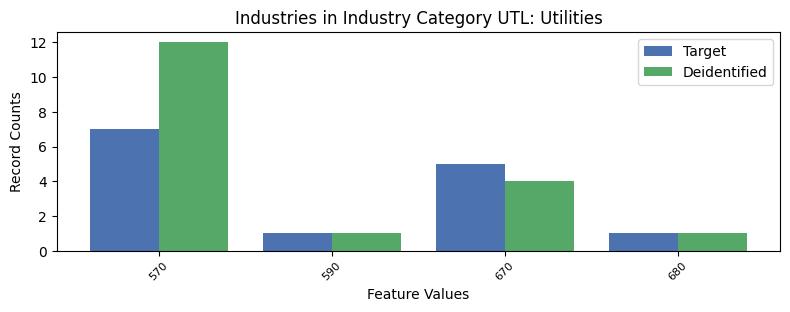 Industries in Industry Category UTL: Utilities
Target
Deidentified
Record Counts
12
10
8
6
4
2
0
570
590
670
680
Feature Values